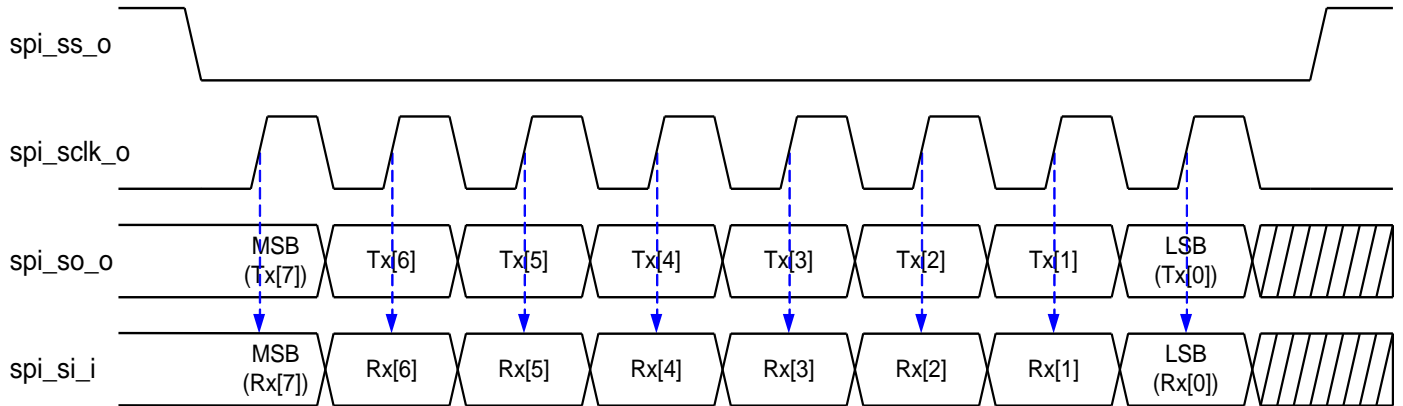 spi_ss_o
spi_sclk_o
spi_so_o
MSB
(Tx[7])
Tx[6]
Tx[5]
Tx[4]
Tx[3]
Tx[2]
Tx[1]
LSB
(Tx[0])
spi_si_i
MSB
(Rx[7])
Rx[6]
Rx[5]
Rx[4]
Rx[3]
Rx[2]
Rx[1]
LSB
(Rx[0])